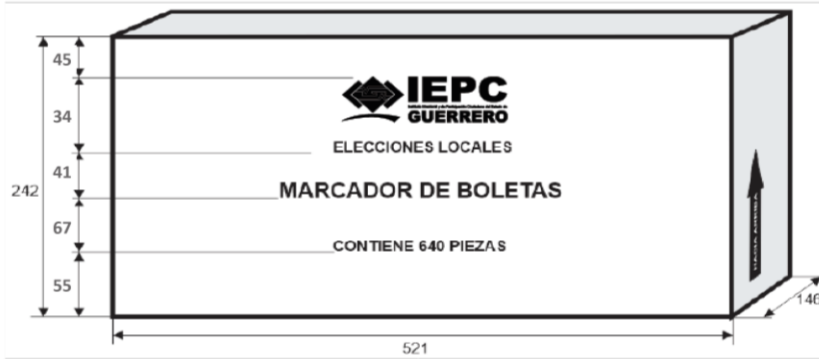 45
IEPC
GUERRERO
34
ELECCIONES LOCALES
41
242
MARCADOR DE BOLETAS
67
CONTIENE 640 PIEZAS
HACIA ARRIBA
55
146
521